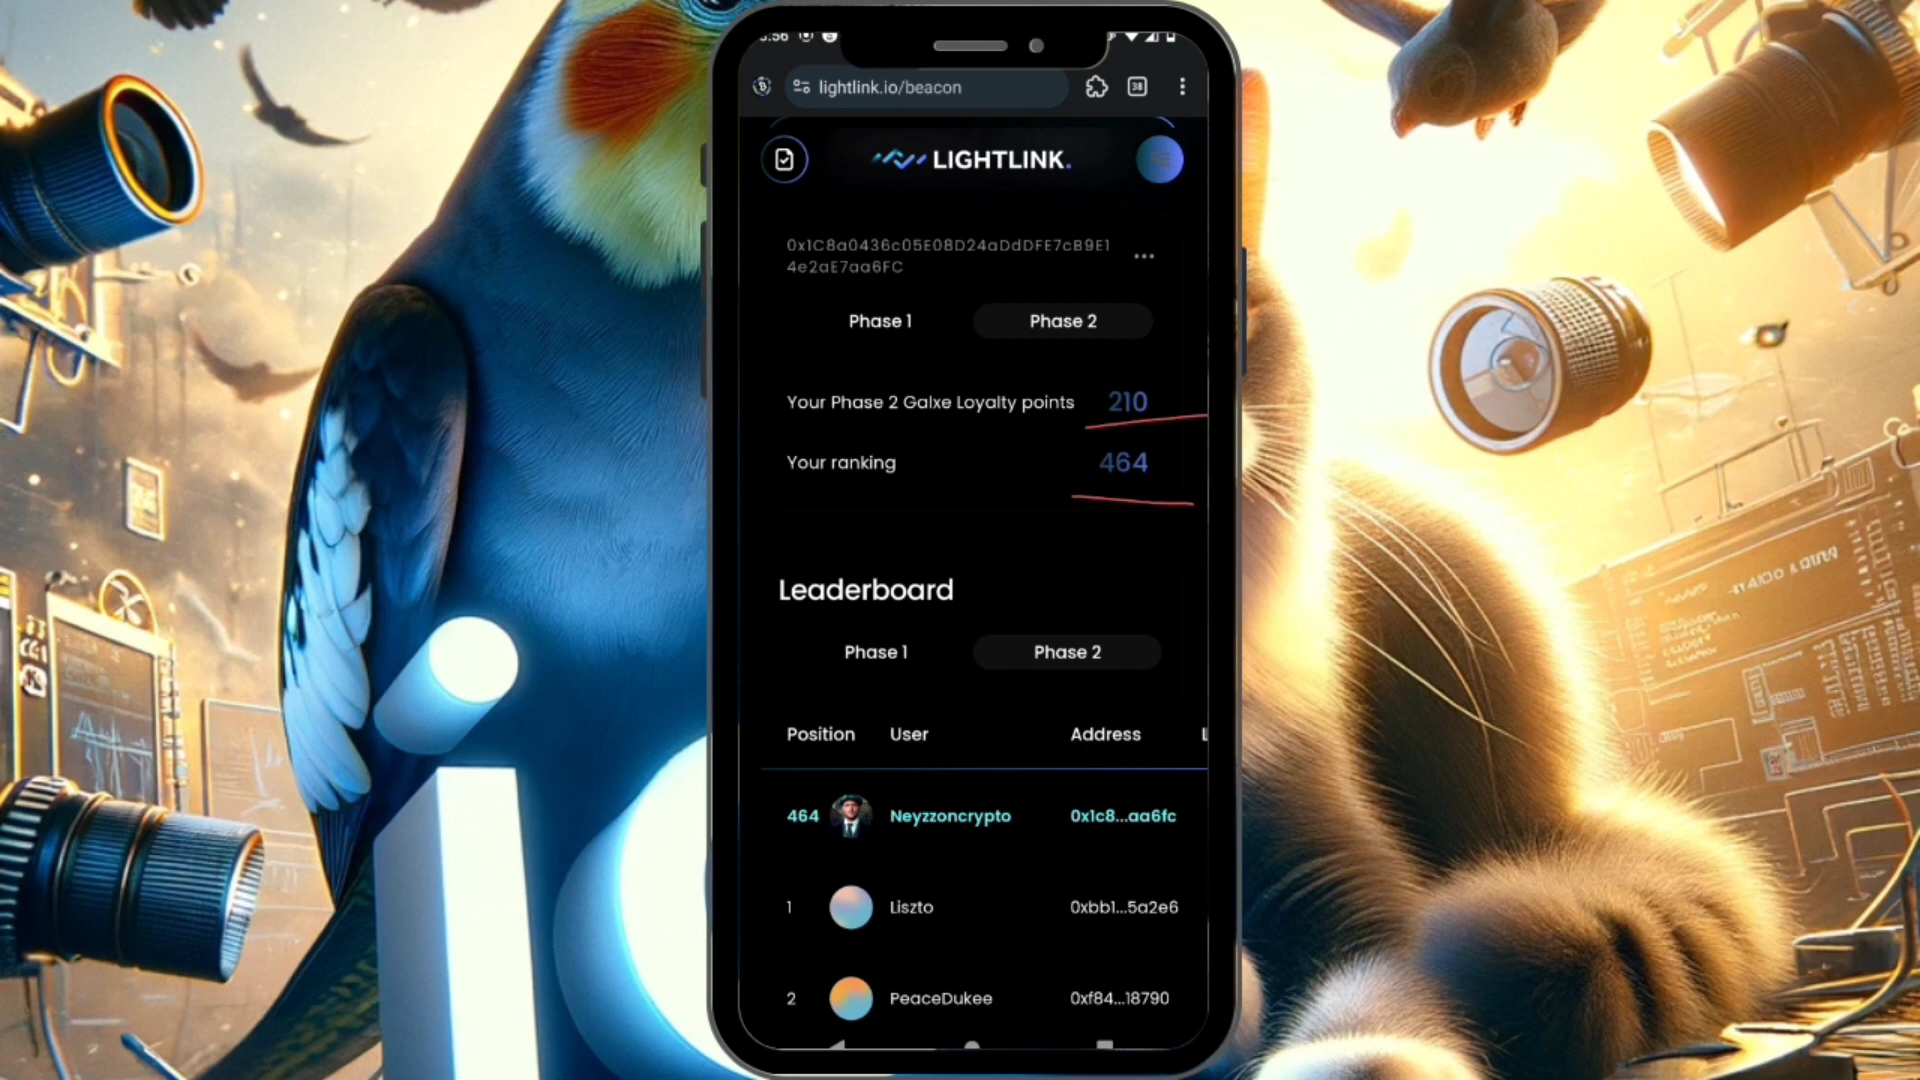 lightlink.io/beacon
38
LIGHTLINK.
0x1C8a0436c05E08D24aDdDFE7cB9E1
4e2aE7aa6FC
Phase 1
Phase 2
Your Phase 2 Galxe Loyalty points
210
Your ranking
464
Leaderboard
Phase 1
Phase 2
Position User Address
464 Neyzzoncrypto 0x1c8...aa6fc
1 Liszto 0xbb1...5a2e6
2 PeaceDukee 0xf84...18790